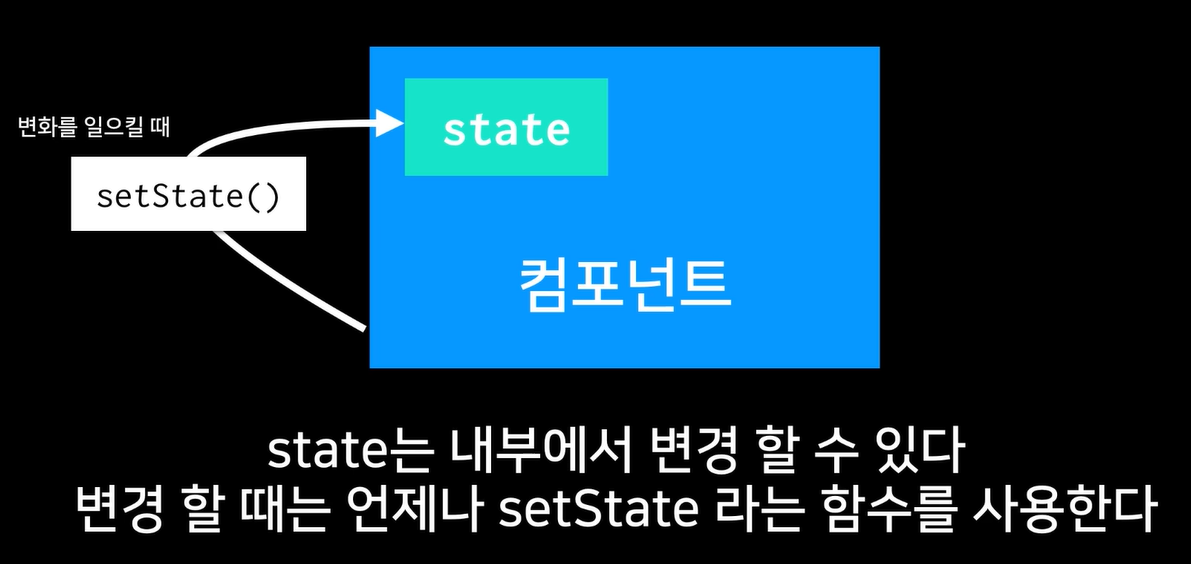 변화를 일으킬 때
setState()
state
컴포넌트
state는 내부에서 변경 할 수 있다
변경 할 때는 언제나 setState 라는 함수를 사용한다